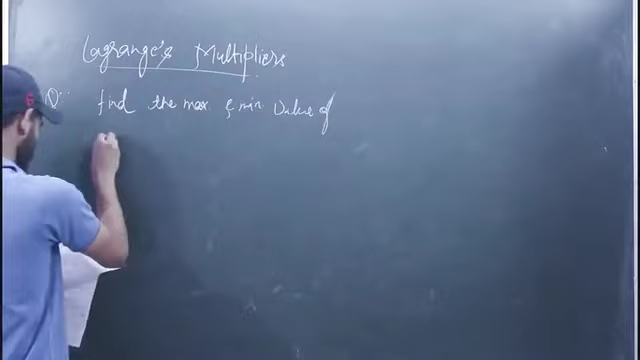 Lagrange's Multipliers
Q:- find the max & min value of